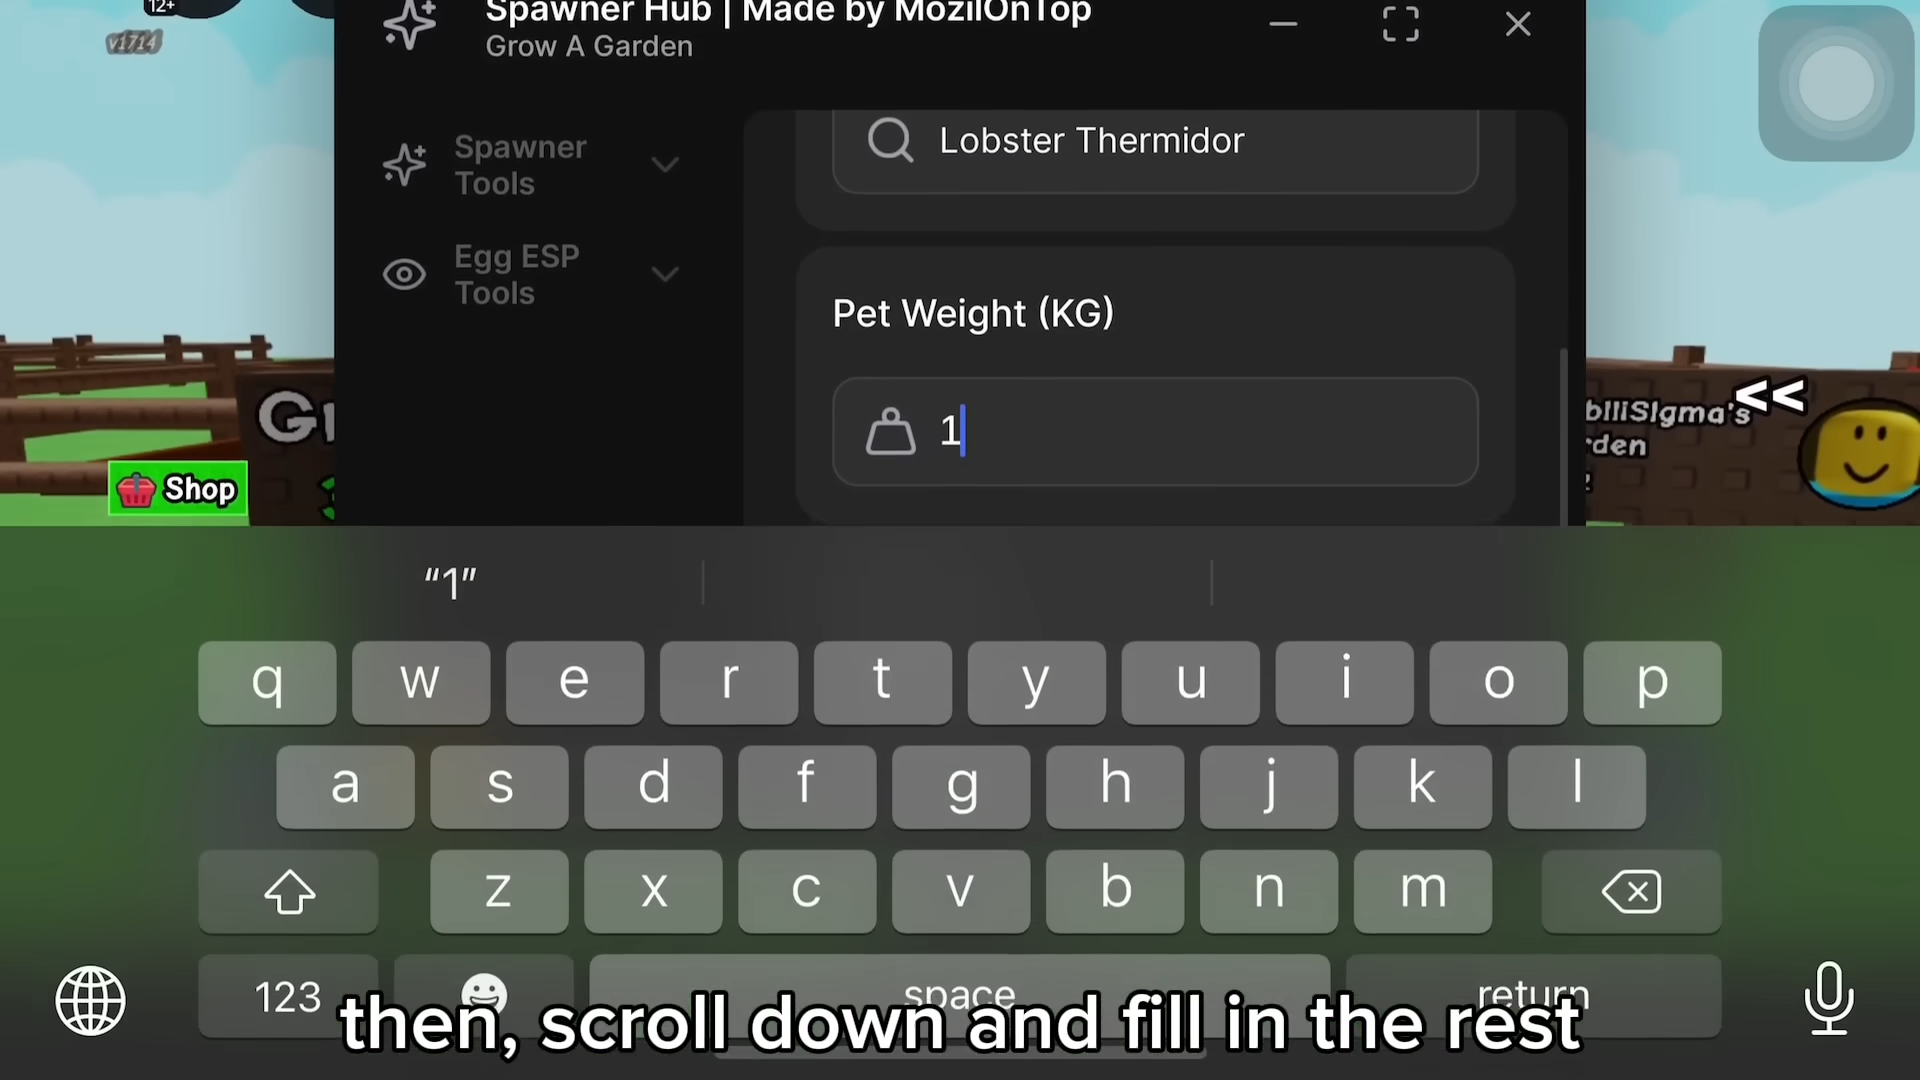 12+
v1714
Spawner Hub | Made by MozilOnTop
Grow A Garden
Spawner
Tools
Egg ESP
Tools
Lobster Thermidor
Pet Weight (KG)
1
Shop
<<
“1”
q w e r t y u i o p
a s d f g h j k l
z x c v b n m
123 space return
then, scroll down and fill in the rest